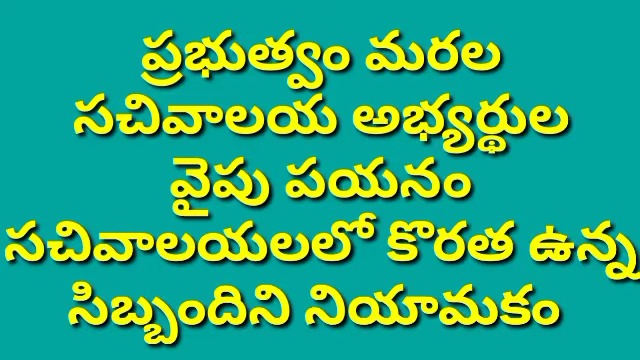 ప్రభుత్వం మరల
సచివాలయ అభ్యర్థుల
వైపు పయనం
సచివాలయలలో కొరత ఉన్న
సిబ్బందిని నియామకం